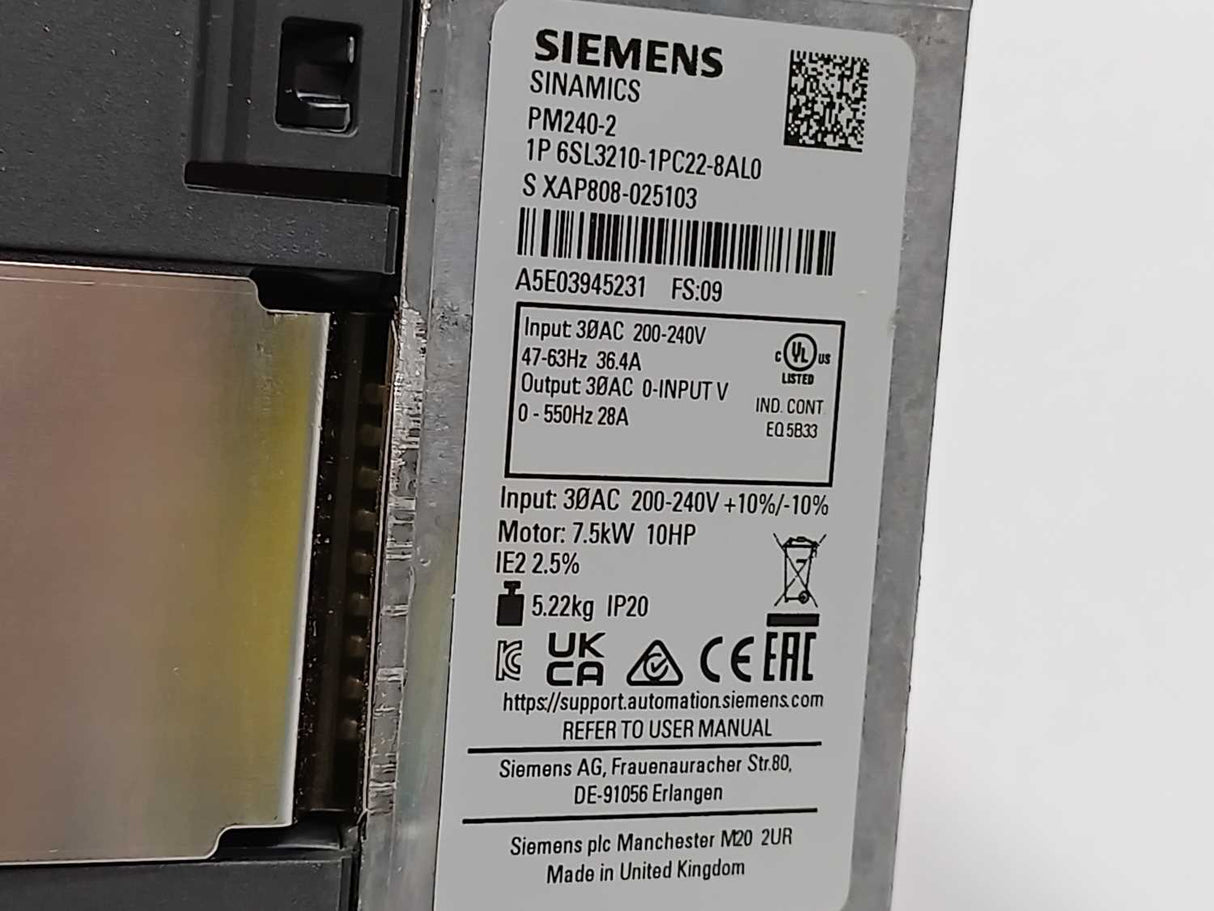 SIEMENS
SINAMICS
PM240-2
1P 6SL3210-1PC22-8AL0
S XAP808-025103
A5E03945231 FS:09
Input: 3ØAC 200-240V
47-63Hz 36.4A
Output: 3ØAC 0-INPUT V
0 - 550Hz 28A
C UL US
LISTED
IND. CONT
EQ 5B33
Input: 3ØAC 200-240V +10%/-10%
Motor: 7.5kW 10HP
IE2 2.5%
5.22kg IP20
UK
CA
CE EAC
https://support.automation.siemens.com
REFER TO USER MANUAL
Siemens AG, Frauenauracher Str.80,
DE-91056 Erlangen
Siemens plc Manchester M20 2UR
Made in United Kingdom